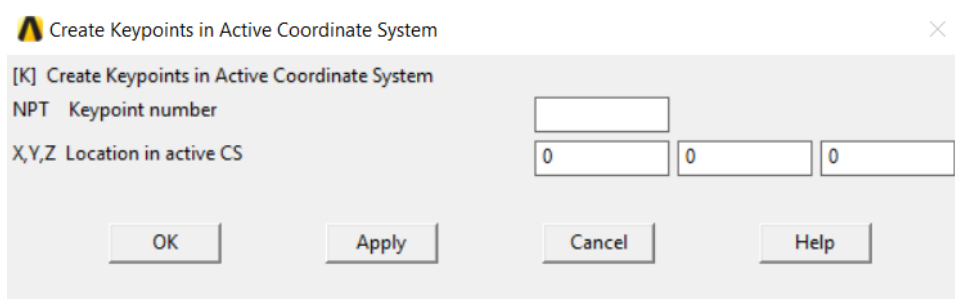 Create Keypoints in Active Coordinate System
[K] Create Keypoints in Active Coordinate System
NPT Keypoint number
X,Y,Z Location in active CS 0 0 0
OK Apply Cancel Help